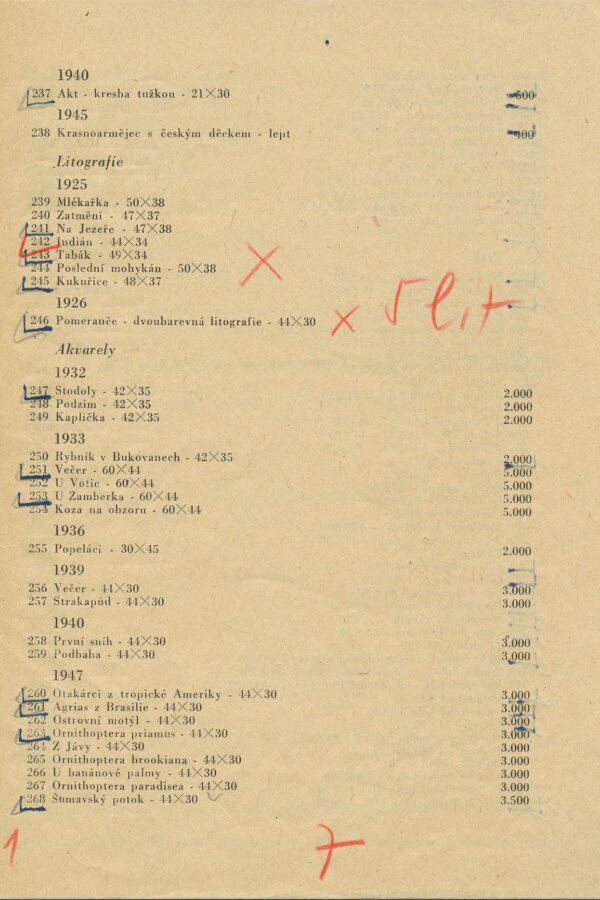 1940
237 Akt - kresba tužkou - 21×30 500
1945
238 Krasnoarmějec s českým děckem - lept 400
Litografie
1925
239 Mlékařka - 50×38
240 Zatmění - 47×37
241 Na Jezeře - 47×38
242 Indián - 44×34
243 Tabák - 49×34
244 Poslední mohykán - 50×38
245 Kukuřice - 48×37
× 5 lit
1926
246 Pomeranče - dvoubarevná litografie - 44×30 ×
Akvarely
1932
247 Stodoly - 42×35 2.000
248 Podzim - 42×35 2.000
249 Kaplička - 42×35 2.000
1933
250 Rybník v Bukovanech - 42×35 2.000
251 Večer - 60×44 5.000
252 U Votic - 60×44 5.000
253 U Žamberka - 60×44 5.000
254 Koza na obzoru - 60×44 5.000
1936
255 Popeláci - 30×45 2.000
1939
256 Večer - 44×30 3.000
257 Strakapúd - 44×30 3.000
1940
258 První sníh - 44×30 3.000
259 Podbaba - 44×30 3.000
1947
260 Otakárci z tropické Ameriky - 44×30 3.000
261 Agrias z Brasilie - 44×30 3.000
262 Ostrovní motýl - 44×30 3.000
263 Ornithoptera priamus - 44×30 3.000
264 Z Jávy - 44×30 3.000
265 Ornithoptera brookiana - 44×30 3.000
266 U banánové palmy - 44×30 3.000
267 Ornithoptera paradisea - 44×30 3.000
268 Šumavský potok - 44×30 3.500
1 7